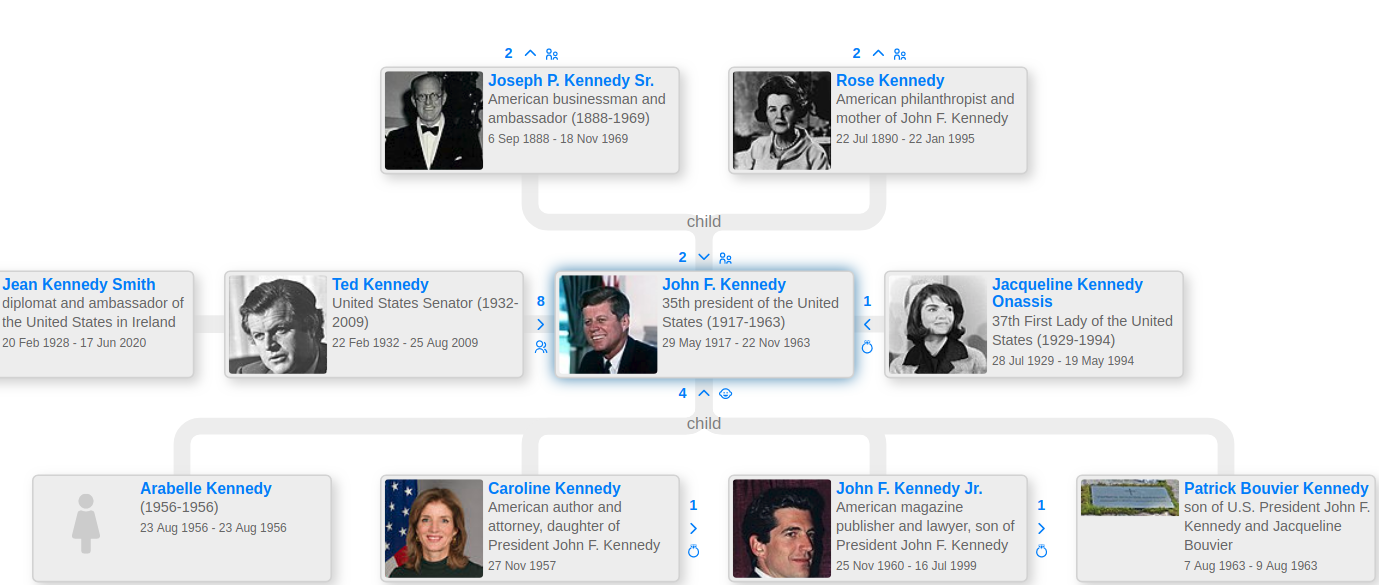 2
2
Joseph P. Kennedy Sr.
American businessman and
ambassador (1888-1969)
6 Sep 1888 - 18 Nov 1969
Rose Kennedy
American philanthropist and
mother of John F. Kennedy
22 Jul 1890 - 22 Jan 1995
child
2
Jean Kennedy Smith
diplomat and ambassador of
the United States in Ireland
20 Feb 1928 - 17 Jun 2020
Ted Kennedy
United States Senator (1932-
2009)
22 Feb 1932 - 25 Aug 2009
8
John F. Kennedy
35th president of the United
States (1917-1963)
29 May 1917 - 22 Nov 1963
1
Jacqueline Kennedy
Onassis
37th First Lady of the United
States (1929-1994)
28 Jul 1929 - 19 May 1994
4
child
Arabelle Kennedy
(1956-1956)
23 Aug 1956 - 23 Aug 1956
Caroline Kennedy
American author and
attorney, daughter of
President John F. Kennedy
27 Nov 1957
1
John F. Kennedy Jr.
American magazine
publisher and lawyer, son of
President John F. Kennedy
25 Nov 1960 - 16 Jul 1999
1
Patrick Bouvier Kennedy
son of U.S. President John F.
Kennedy and Jacqueline
Bouvier
7 Aug 1963 - 9 Aug 1963